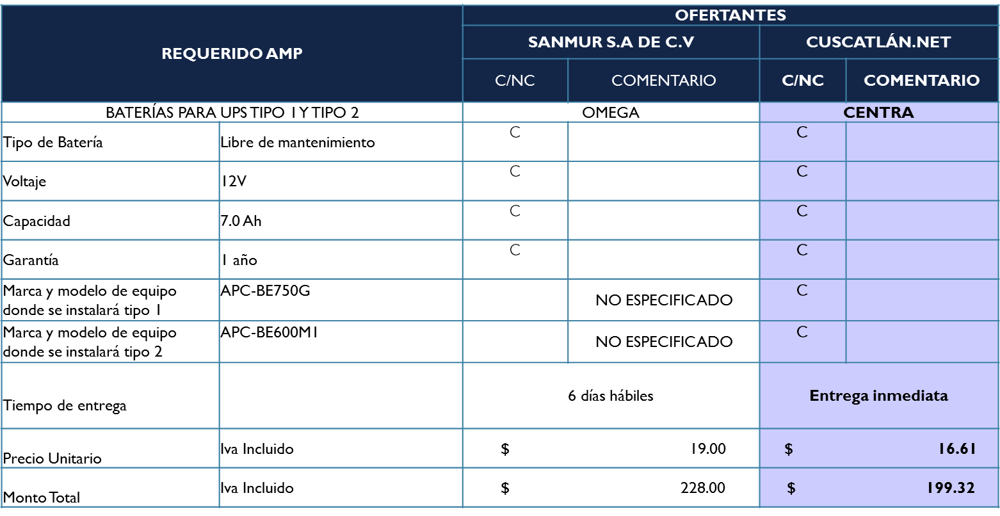 REQUERIDO AMP
OFERTANTES
SANMUR S.A DE C.V
CUSCATLÁN.NET
C/NC
COMENTARIO
C/NC
COMENTARIO
BATERÍAS PARA UPS TIPO 1 Y TIPO 2
OMEGA
CENTRA
Tipo de Batería
Libre de mantenimiento
C
C
Voltaje
12V
C
C
Capacidad
7.0 Ah
C
C
Garantía
1 año
C
C
Marca y modelo de equipo
donde se instalará tipo 1
APC-BE750G
NO ESPECIFICADO
C
Marca y modelo de equipo
donde se instalará tipo 2
APC-BE600M1
NO ESPECIFICADO
C
Tiempo de entrega
6 días hábiles
Entrega inmediata
Precio Unitario
Iva Incluido
$ 19.00
$ 16.61
Monto Total
Iva Incluido
$ 228.00
$ 199.32